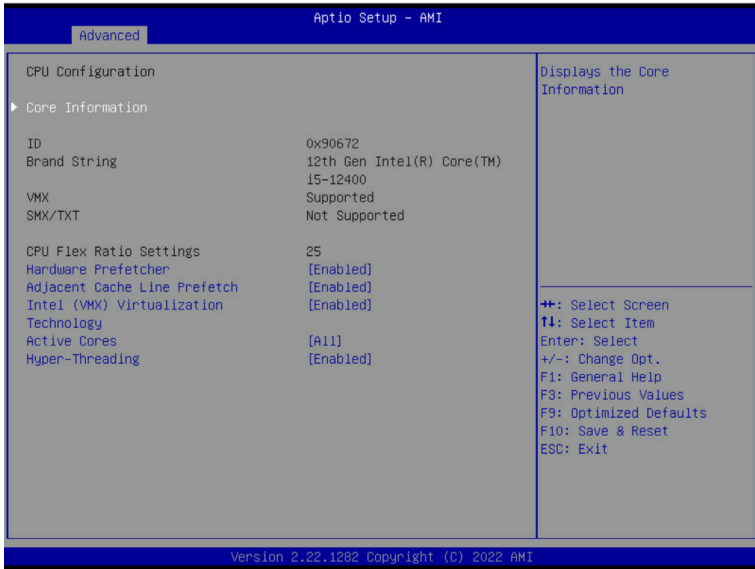 Aptio Setup – AMI
Advanced
CPU Configuration
Core Information
ID 0x90672
Brand String 12th Gen Intel(R) Core(TM)
i5-12400
VMX Supported
SMX/TXT Not Supported
CPU Flex Ratio Settings 25
Hardware Prefetcher [Enabled]
Adjacent Cache Line Prefetch [Enabled]
Intel (VMX) Virtualization [Enabled]
Technology
Active Cores [All]
Hyper-Threading [Enabled]
Displays the Core
Information
→←: Select Screen
↑↓: Select Item
Enter: Select
+/-: Change Opt.
F1: General Help
F3: Previous Values
F9: Optimized Defaults
F10: Save & Reset
ESC: Exit
Version 2.22.1282 Copyright (C) 2022 AMI